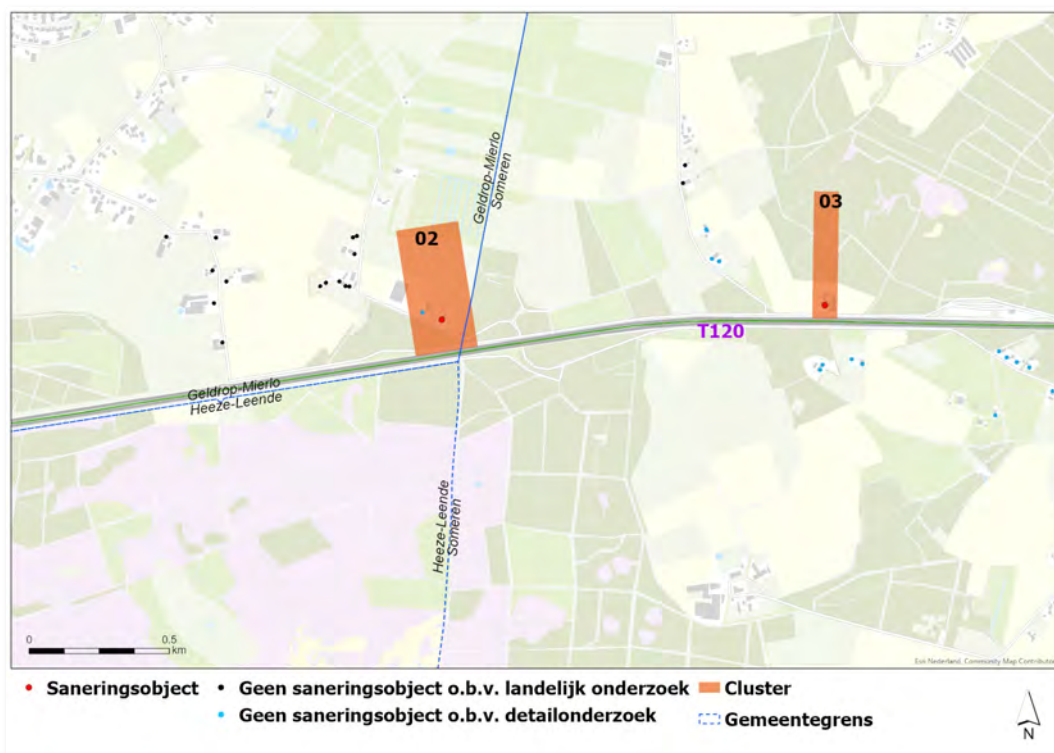 Geldrop-Mierlo
Someren
03
02
T120
Geldrop-Mierlo
Heeze-Leende
Heeze-Leende
Someren
0 0.5
km
Esri Nederland, Community Map Contributors
Saneringsobject Geen saneringsobject o.b.v. landelijk onderzoek Cluster
Geen saneringsobject o.b.v. detailonderzoek Gemeentegrens
N